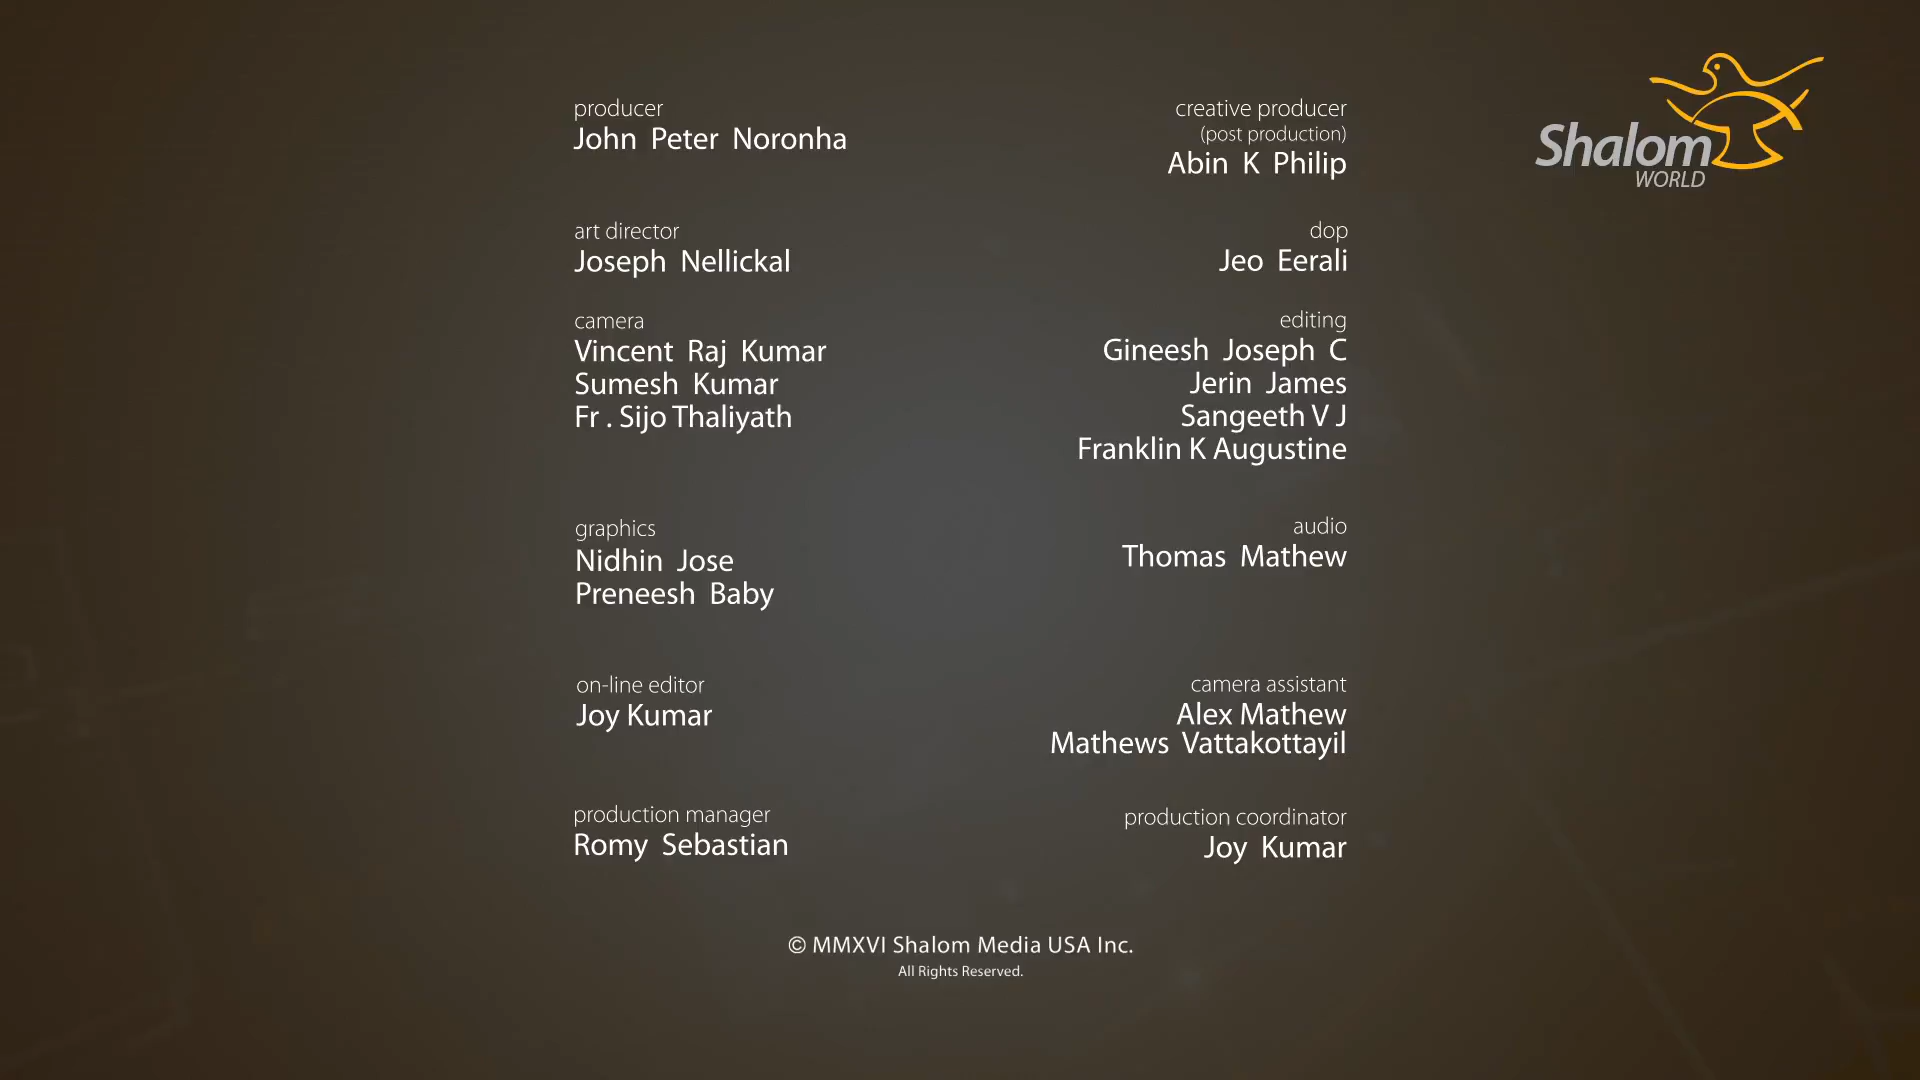 producer
John Peter Noronha
creative producer
(post production)
Abin K Philip
Shalom
WORLD
art director
Joseph Nellickal
dop
Jeo Eerali
camera
Vincent Raj Kumar
Sumesh Kumar
Fr . Sijo Thaliyath
editing
Gineesh Joseph C
Jerin James
Sangeeth V J
Franklin K Augustine
graphics
Nidhin Jose
Preneesh Baby
audio
Thomas Mathew
on-line editor
Joy Kumar
camera assistant
Alex Mathew
Mathews Vattakottayil
production manager
Romy Sebastian
production coordinator
Joy Kumar
© MMXVI Shalom Media USA Inc.
All Rights Reserved.